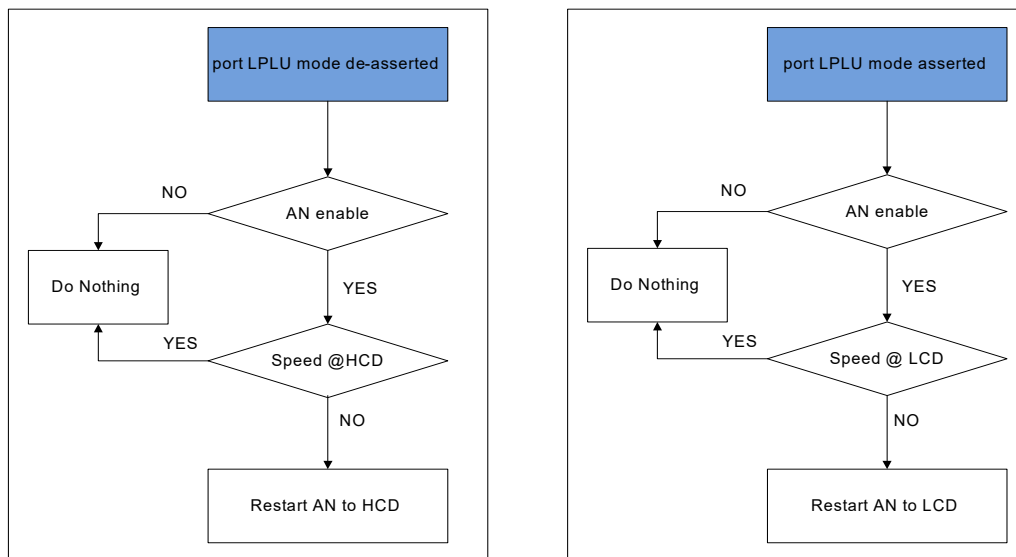 port LPLU mode de-asserted
NO
AN enable
Do Nothing
YES
YES
Speed @HCD
NO
Restart AN to HCD
port LPLU mode asserted
NO
AN enable
Do Nothing
YES
YES
Speed @ LCD
NO
Restart AN to LCD